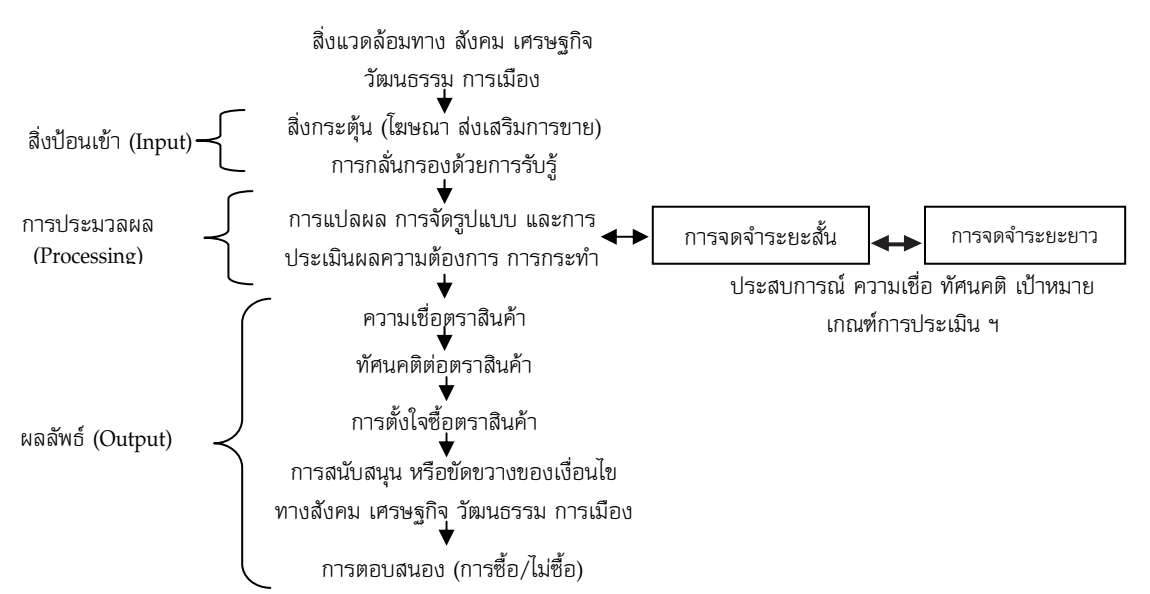 สิ่งแวดล้อมทาง สังคม เศรษฐกิจ
วัฒนธรรม การเมือง
สิ่งป้อนเข้า (Input)
สิ่งกระตุ้น (โฆษณา ส่งเสริมการขาย)
การกลั่นกรองด้วยการรับรู้
การประมวลผล
(Processing)
การแปลผล การจัดรูปแบบ และการ
ประเมินผลความต้องการ การกระทำ
การจดจำระยะสั้น
การจดจำระยะยาว
ประสบการณ์ ความเชื่อ ทัศนคติ เป้าหมาย
เกณฑ์การประเมิน ฯ
ความเชื่อตราสินค้า
ทัศนคติต่อตราสินค้า
การตั้งใจซื้อตราสินค้า
ผลลัพธ์ (Output)
การสนับสนุน หรือขัดขวางของเงื่อนไข
ทางสังคม เศรษฐกิจ วัฒนธรรม การเมือง
การตอบสนอง (การซื้อ/ไม่ซื้อ)